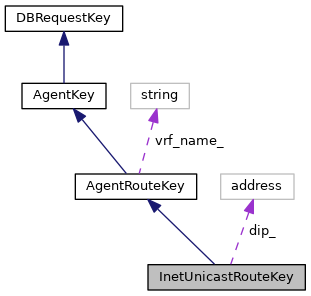 DBRequestKey
AgentKey
string
vrf_name_
AgentRouteKey
address
dip_
InetUnicastRouteKey